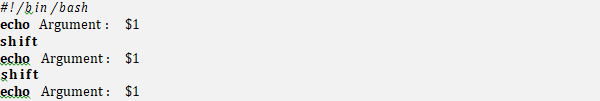 #!/bin/bash
echo Argument: $1
shift
echo Argument: $1
shift
echo Argument: $1